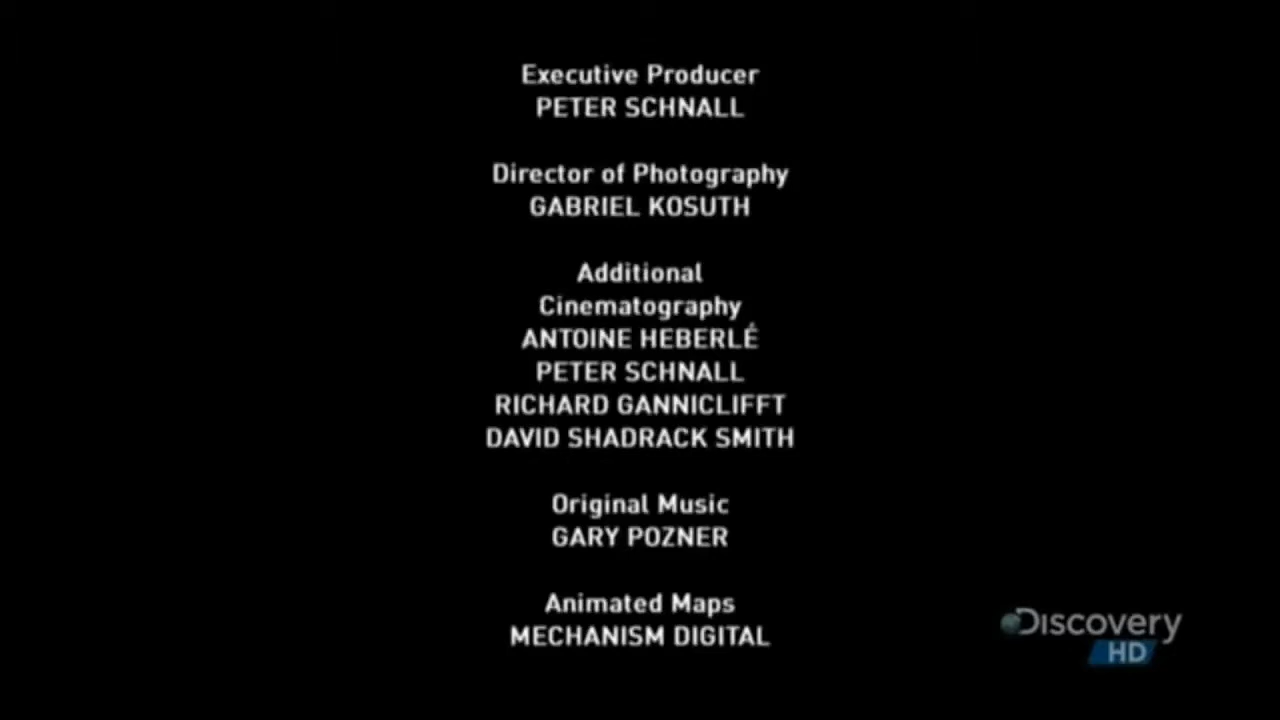 Executive Producer
PETER SCHNALL
Director of Photography
GABRIEL KOSUTH
Additional
Cinematography
ANTOINE HEBERLÉ
PETER SCHNALL
RICHARD GANNICLIFFT
DAVID SHADRACK SMITH
Original Music
GARY POZNER
Animated Maps
MECHANISM DIGITAL
Discovery
HD